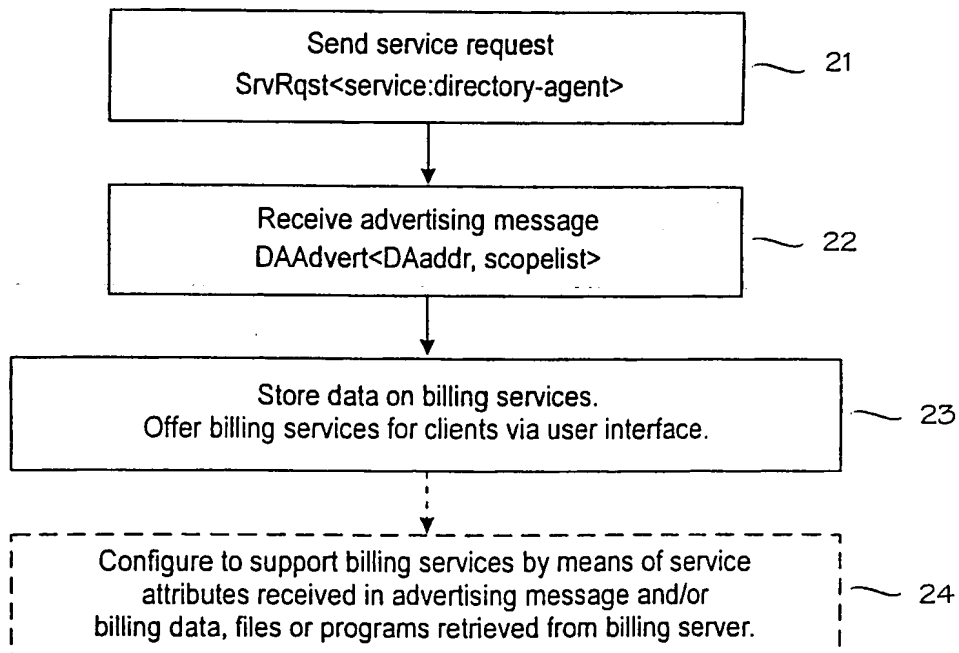 Send service request
SrvRqst<service:directory-agent>
21
Receive advertising message
DAAdvert<DAaddr, scopelist>
22
Store data on billing services.
Offer billing services for clients via user interface.
23
Configure to support billing services by means of service
attributes received in advertising message and/or
billing data, files or programs retrieved from billing server.
24